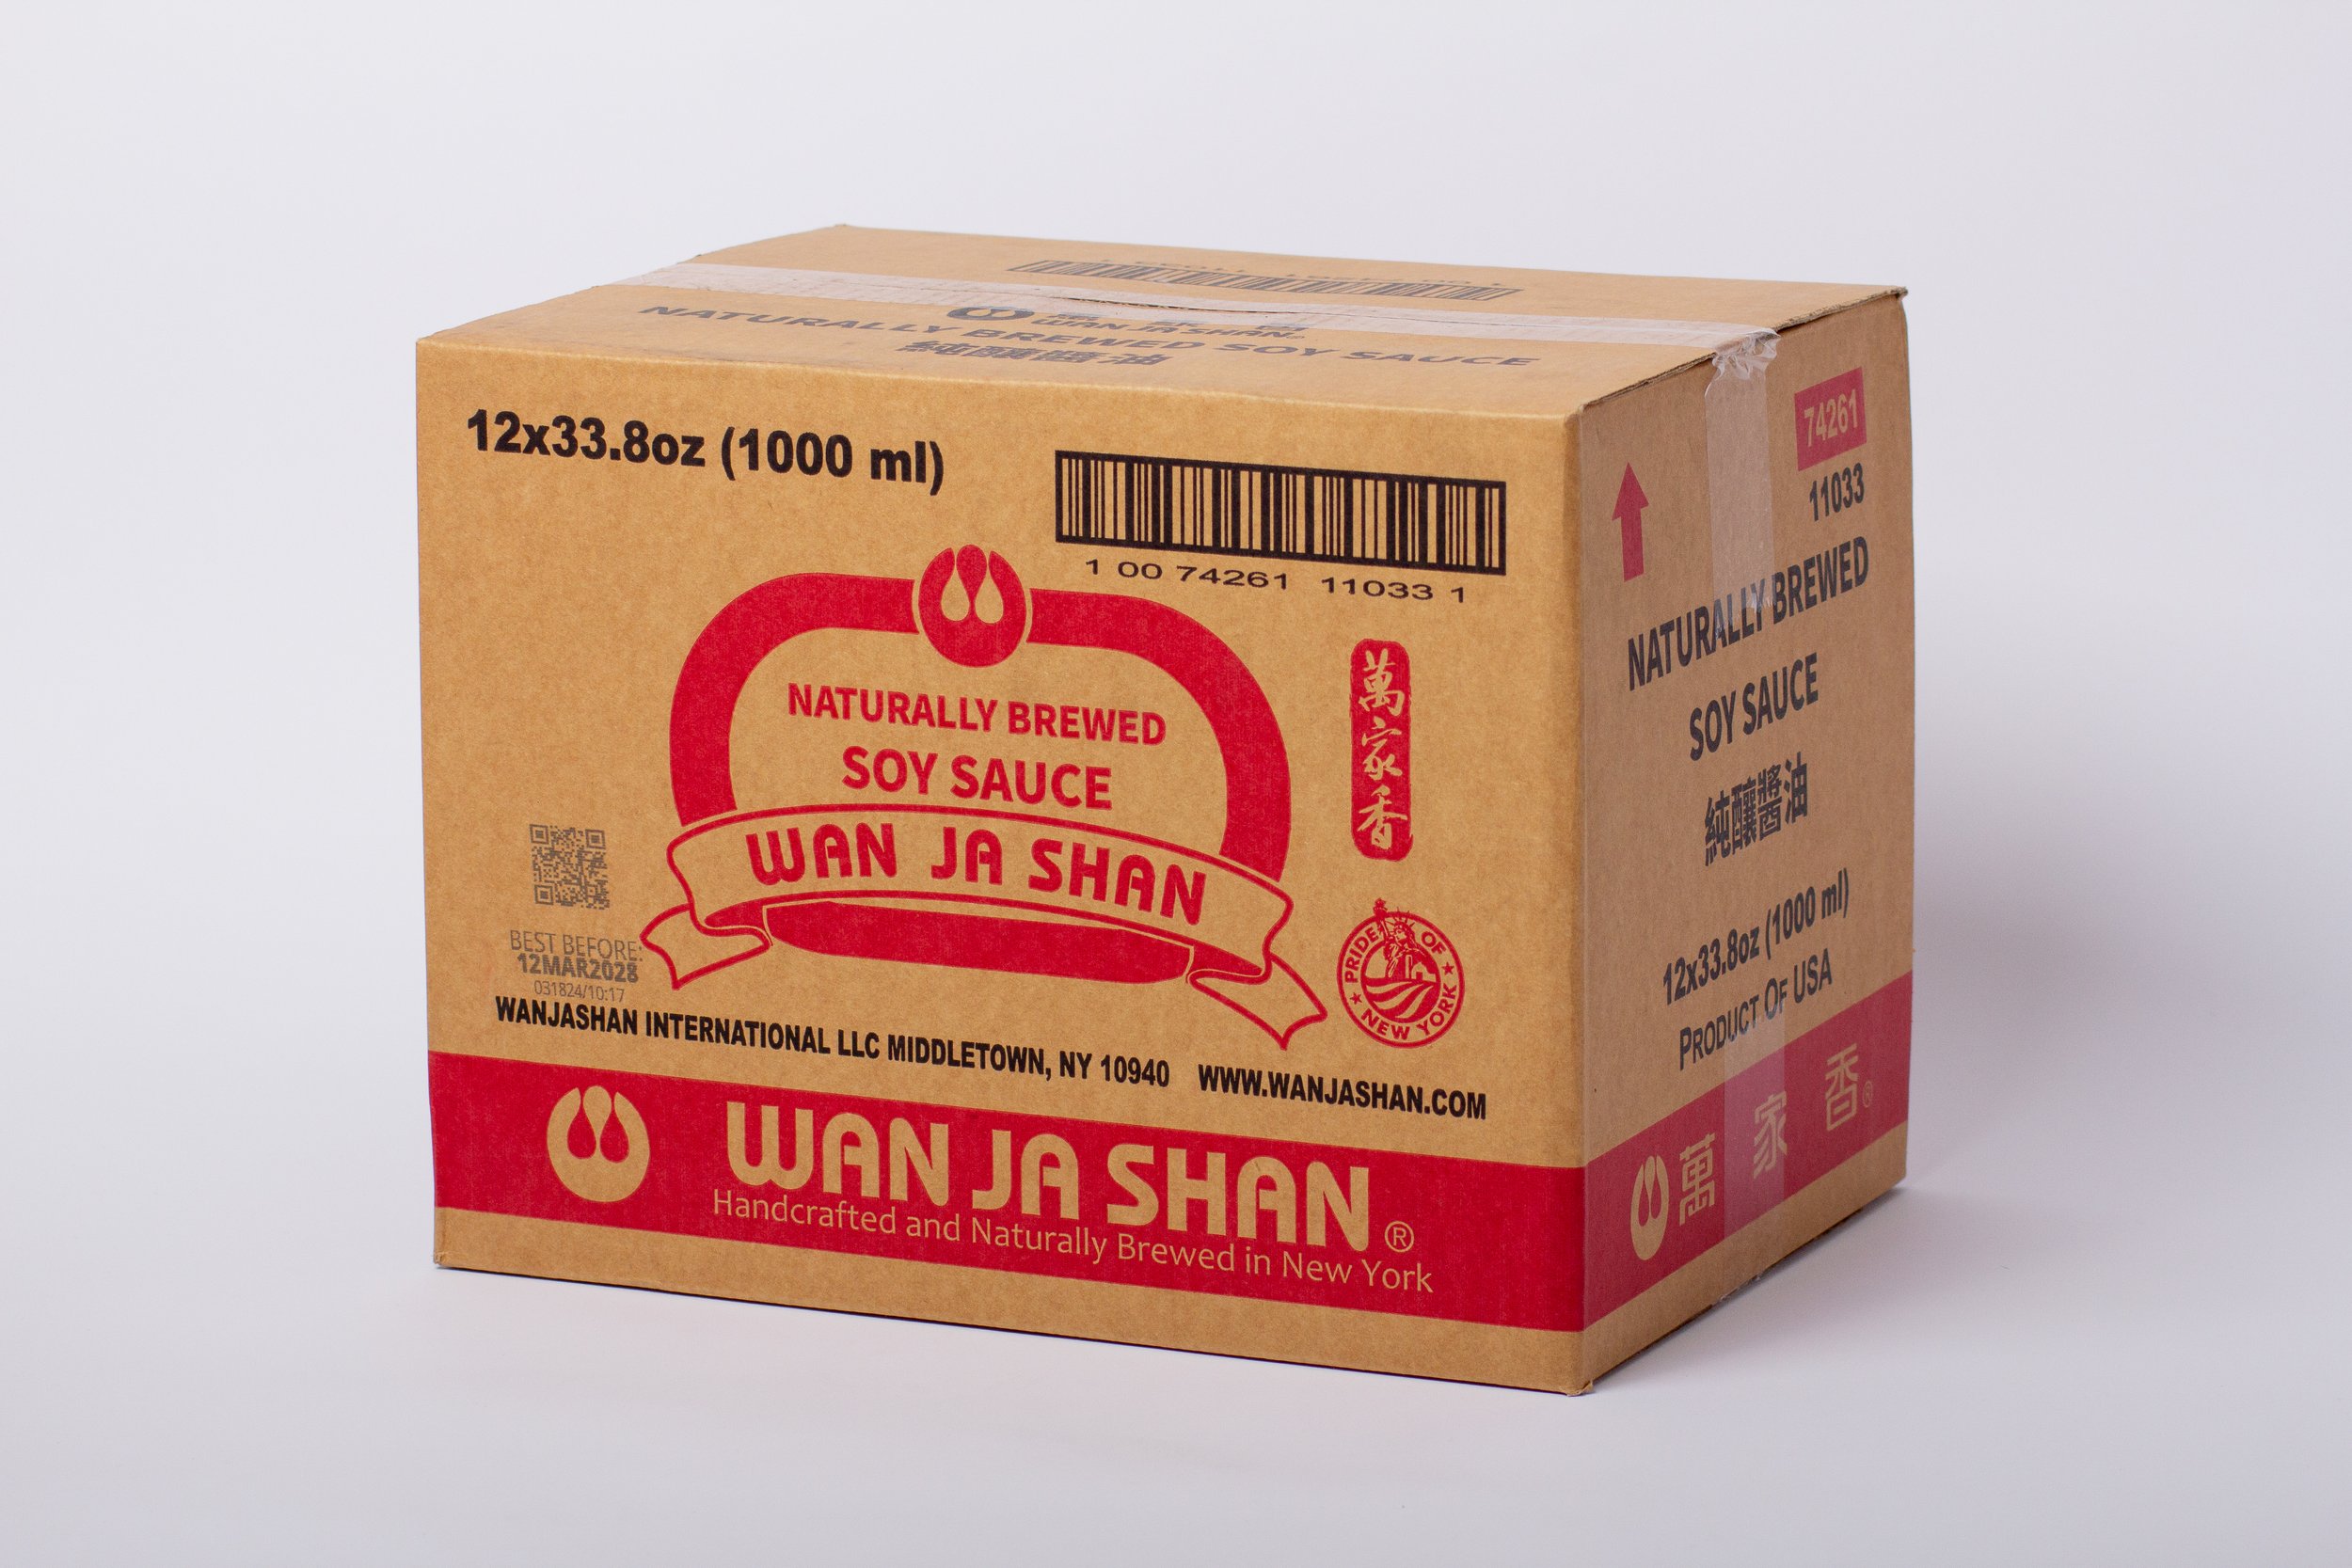 萬家香
WAN JA SHAN®
NATURALLY BREWED SOY SAUCE
純釀醬油
12x33.8oz (1000 ml)
1 00 74261 11033 1
NATURALLY BREWED
SOY SAUCE
WAN JA SHAN
萬家香
PRIDE OF NEW YORK
BEST BEFORE:
12MAR2028
031824/10:17
WANJASHAN INTERNATIONAL LLC MIDDLETOWN, NY 10940 WWW.WANJASHAN.COM
WAN JA SHAN®
Handcrafted and Naturally Brewed in New York
74261
11033
NATURALLY BREWED
SOY SAUCE
純釀醬油
12x33.8oz (1000 ml)
PRODUCT OF USA
萬家香®